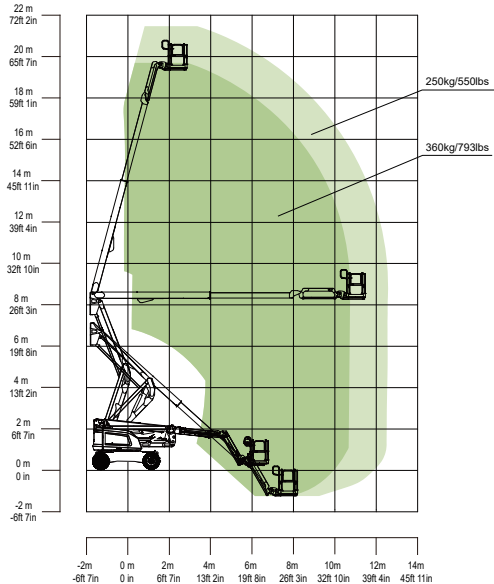 22 m
72ft 2in
20 m
65ft 7in
18 m
59ft 1in
250kg/550lbs
16 m
52ft 6in
360kg/793lbs
14 m
45ft 11in
12 m
39ft 4in
10 m
32ft 10in
8 m
26ft 3in
6 m
19ft 8in
4 m
13ft 2in
2 m
6ft 7in
0 m
0 in
-2 m
-6ft 7in
-2m 0 m 2m 4m 6m 8m 10m 12m 14m
-6ft 7in 0 in 6ft 7in 13ft 2in 19ft 8in 26ft 3in 32ft 10in 39ft 4in 45ft 11in